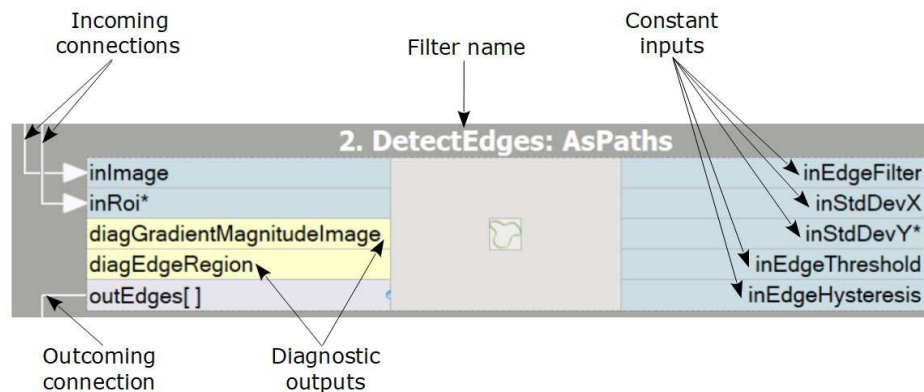 Incoming
connections
Filter name
Constant
inputs
2. DetectEdges: AsPaths
inImage
inRoi*
diagGradientMagnitudeImage
diagEdgeRegion
outEdges[ ]
inEdgeFilter
inStdDevX
inStdDevY*
inEdgeThreshold
inEdgeHysteresis
Outcoming
connection
Diagnostic
outputs